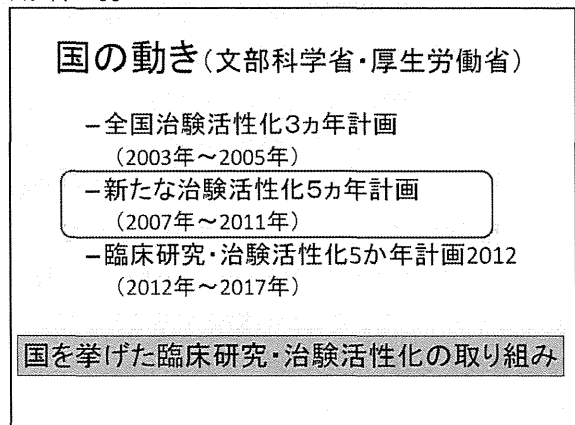 国の動き(文部科学省・厚生労働省)
－全国治験活性化3ヵ年計画
（2003年～2005年）
－新たな治験活性化5ヵ年計画
（2007年～2011年）
－臨床研究・治験活性化5か年計画2012
（2012年～2017年）
国を挙げた臨床研究・治験活性化の取り組み